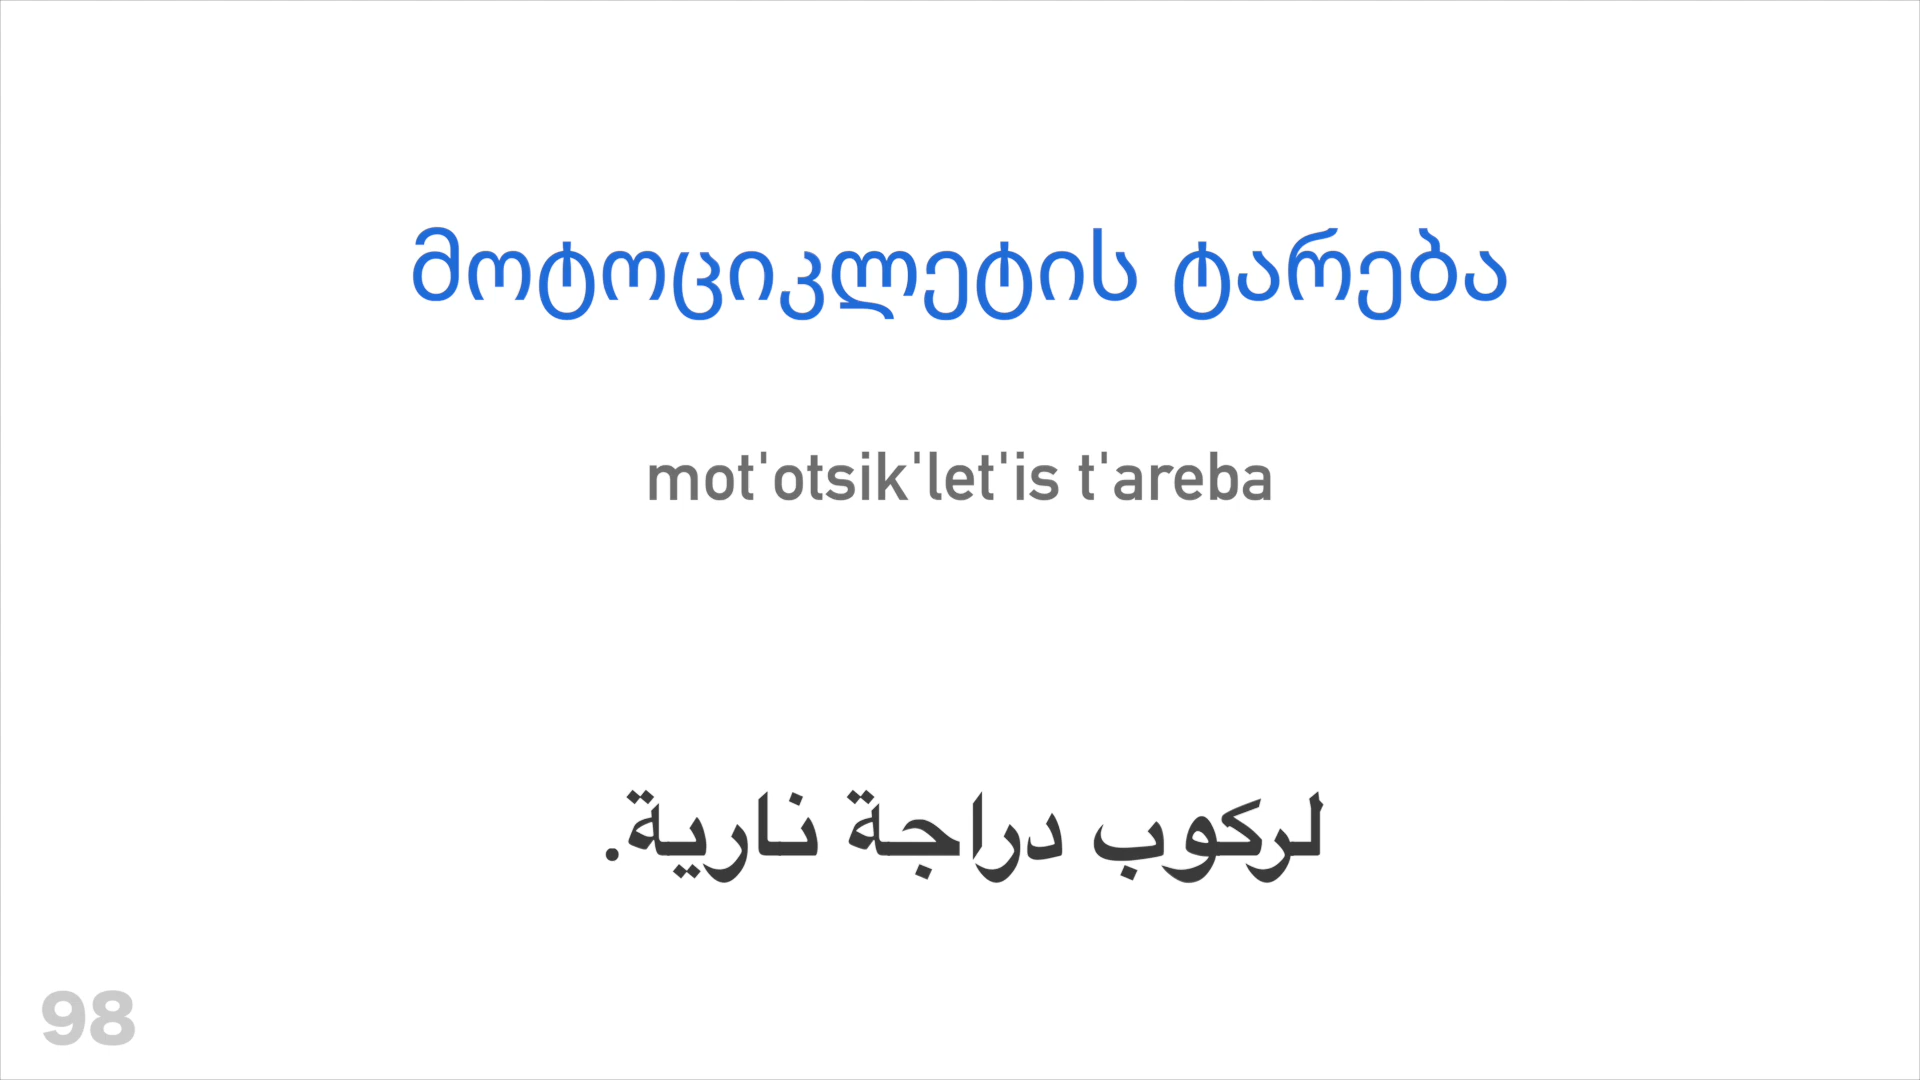 მოტოციკლეტის ტარება
mot'otsik'let'is t'areba
لركوب دراجة نارية.
98